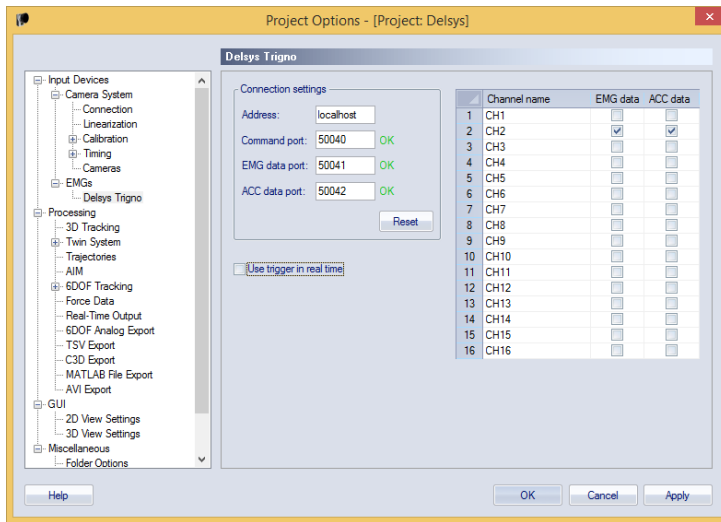 Project Options - [Project: Delsys]
Delsys Trigno
Input Devices
Camera System
Connection
Linearization
Calibration
Timing
Cameras
EMGs
Delsys Trigno
Processing
3D Tracking
Twin System
Trajectories
AIM
6DOF Tracking
Force Data
Real-Time Output
6DOF Analog Export
TSV Export
C3D Export
MATLAB File Export
AVI Export
GUI
2D View Settings
3D View Settings
Miscellaneous
Folder Options
Connection settings
Address: localhost
Command port: 50040 OK
EMG data port: 50041 OK
ACC data port: 50042 OK
Reset
Use trigger in real time
Channel name EMG data ACC data
1 CH1
2 CH2
3 CH3
4 CH4
5 CH5
6 CH6
7 CH7
8 CH8
9 CH9
10 CH10
11 CH11
12 CH12
13 CH13
14 CH14
15 CH15
16 CH16
Help OK Cancel Apply